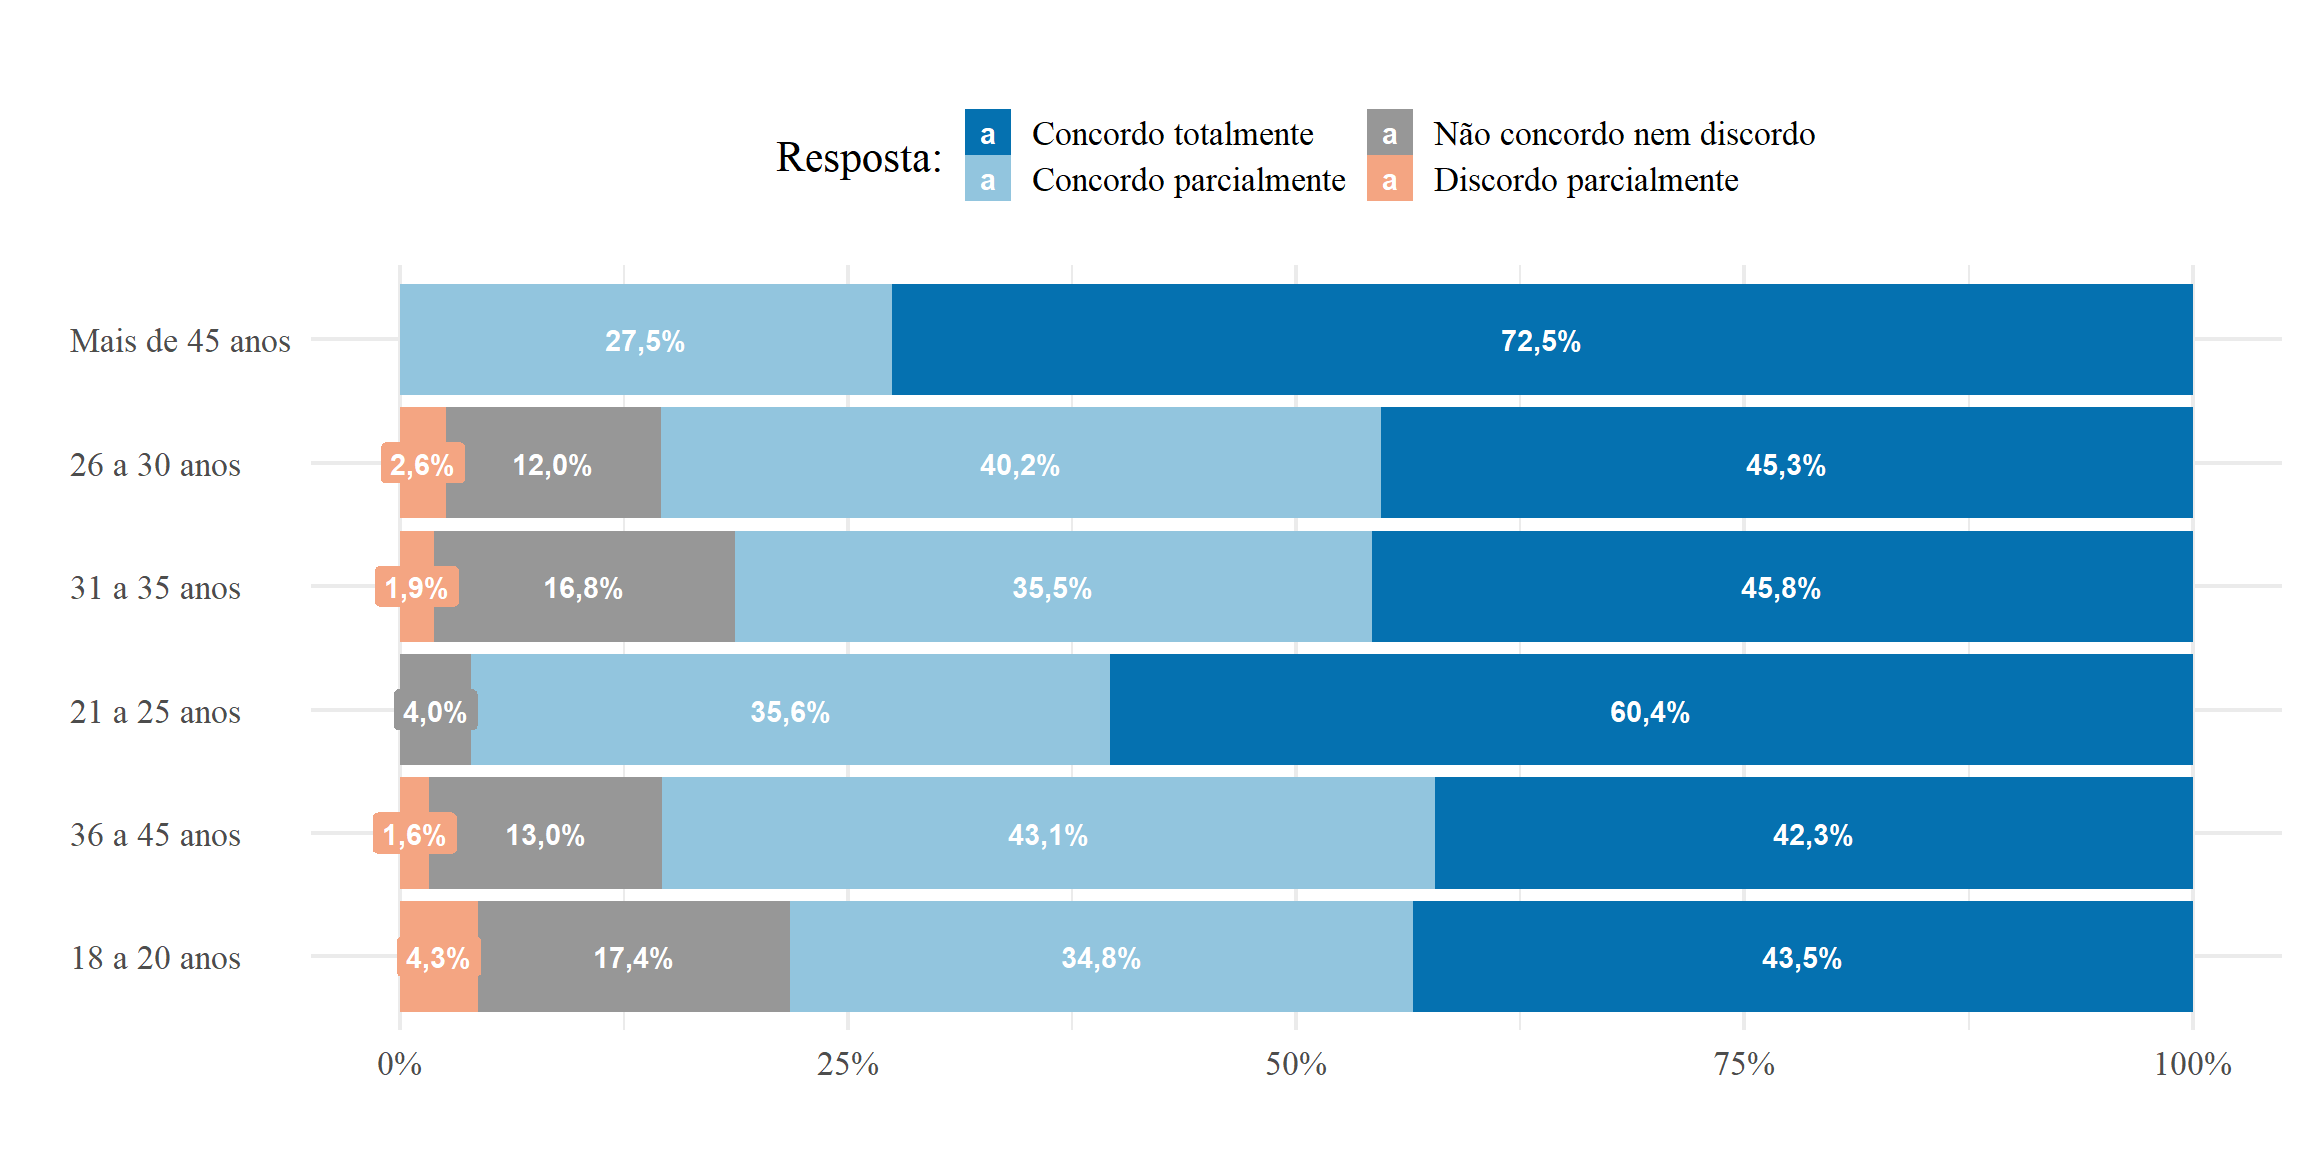 Resposta:
a Concordo totalmente
a Concordo parcialmente
a Não concordo nem discordo
a Discordo parcialmente
Mais de 45 anos 27,5% 72,5%
26 a 30 anos 2,6% 12,0% 40,2% 45,3%
31 a 35 anos 1,9% 16,8% 35,5% 45,8%
21 a 25 anos 4,0% 35,6% 60,4%
36 a 45 anos 1,6% 13,0% 43,1% 42,3%
18 a 20 anos 4,3% 17,4% 34,8% 43,5%
0% 25% 50% 75% 100%